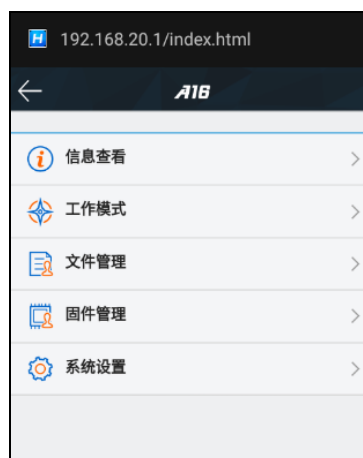 192.168.20.1/index.html
A16
信息查看
工作模式
文件管理
固件管理
系统设置